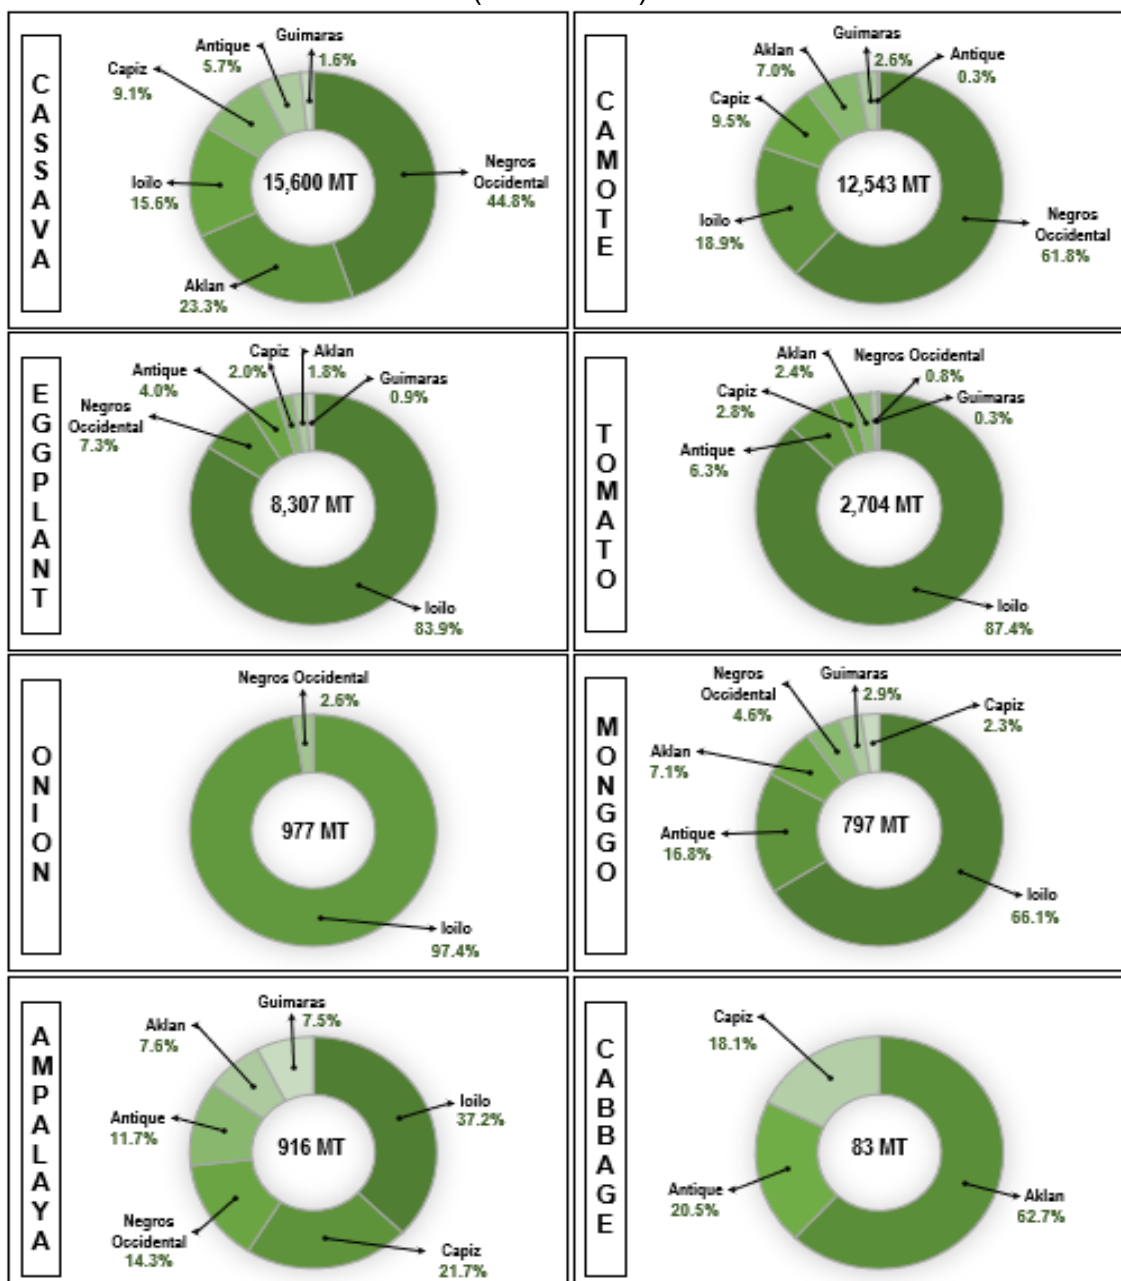 CASSAVA
Guimaras
1.6%
Antique
5.7%
Capiz
9.1%
Ioilo
15.6%
Aklan
23.3%
Negros
Occidental
44.8%
15,600 MT
CAMOTE
Guimaras
2.6%
Antique
0.3%
Aklan
7.0%
Capiz
9.5%
Ioilo
18.9%
Negros
Occidental
61.8%
12,543 MT
EGGPLANT
Capiz
2.0%
Aklan
1.8%
Guimaras
0.9%
Antique
4.0%
Negros
Occidental
7.3%
8,307 MT
Ioilo
83.9%
TOMATO
Aklan
2.4%
Negros Occidental
0.8%
Guimaras
0.3%
Capiz
2.8%
Antique
6.3%
2,704 MT
Ioilo
87.4%
ONION
Negros Occidental
2.6%
977 MT
Ioilo
97.4%
MONGGO
Negros
Occidental
4.6%
Guimaras
2.9%
Capiz
2.3%
Aklan
7.1%
Antique
16.8%
797 MT
Ioilo
66.1%
AMPALAYA
Guimaras
7.5%
Aklan
7.6%
Antique
11.7%
Ioilo
37.2%
916 MT
Negros
Occidental
14.3%
Capiz
21.7%
CABBAGE
Capiz
18.1%
83 MT
Antique
20.5%
Aklan
62.7%